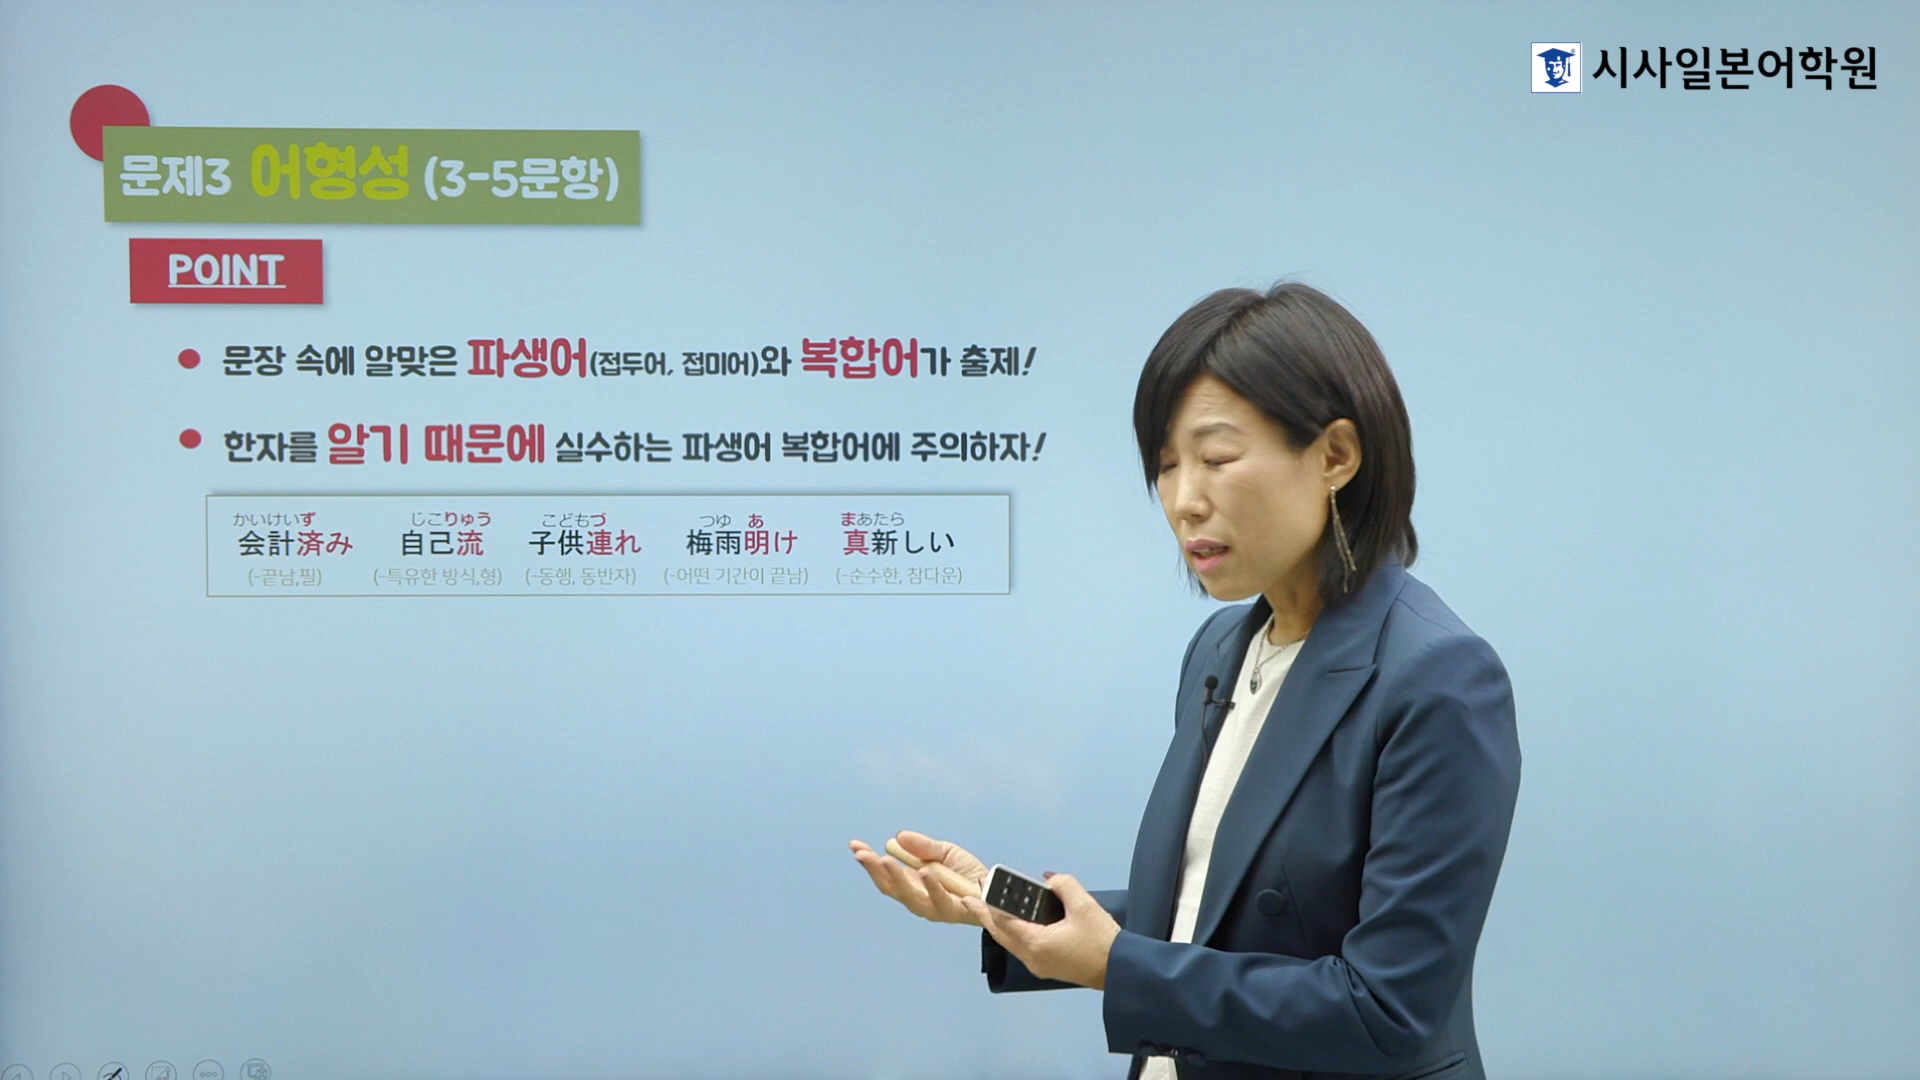 시사일본어학원
문제3 어형성 (3-5문항)
POINT
● 문장 속에 알맞은 파생어(접두어, 접미어)와 복합어가 출제!
● 한자를 알기 때문에 실수하는 파생어 복합어에 주의하자!
かいけいず じこりゅう こどもづ つゆ あ まあたら
会計済み 自己流 子供連れ 梅雨明け 真新しい
(-끝남,필) (-특유한 방식,형) (-동행, 동반자) (-어떤 기간이 끝남) (-순수한, 참다운)